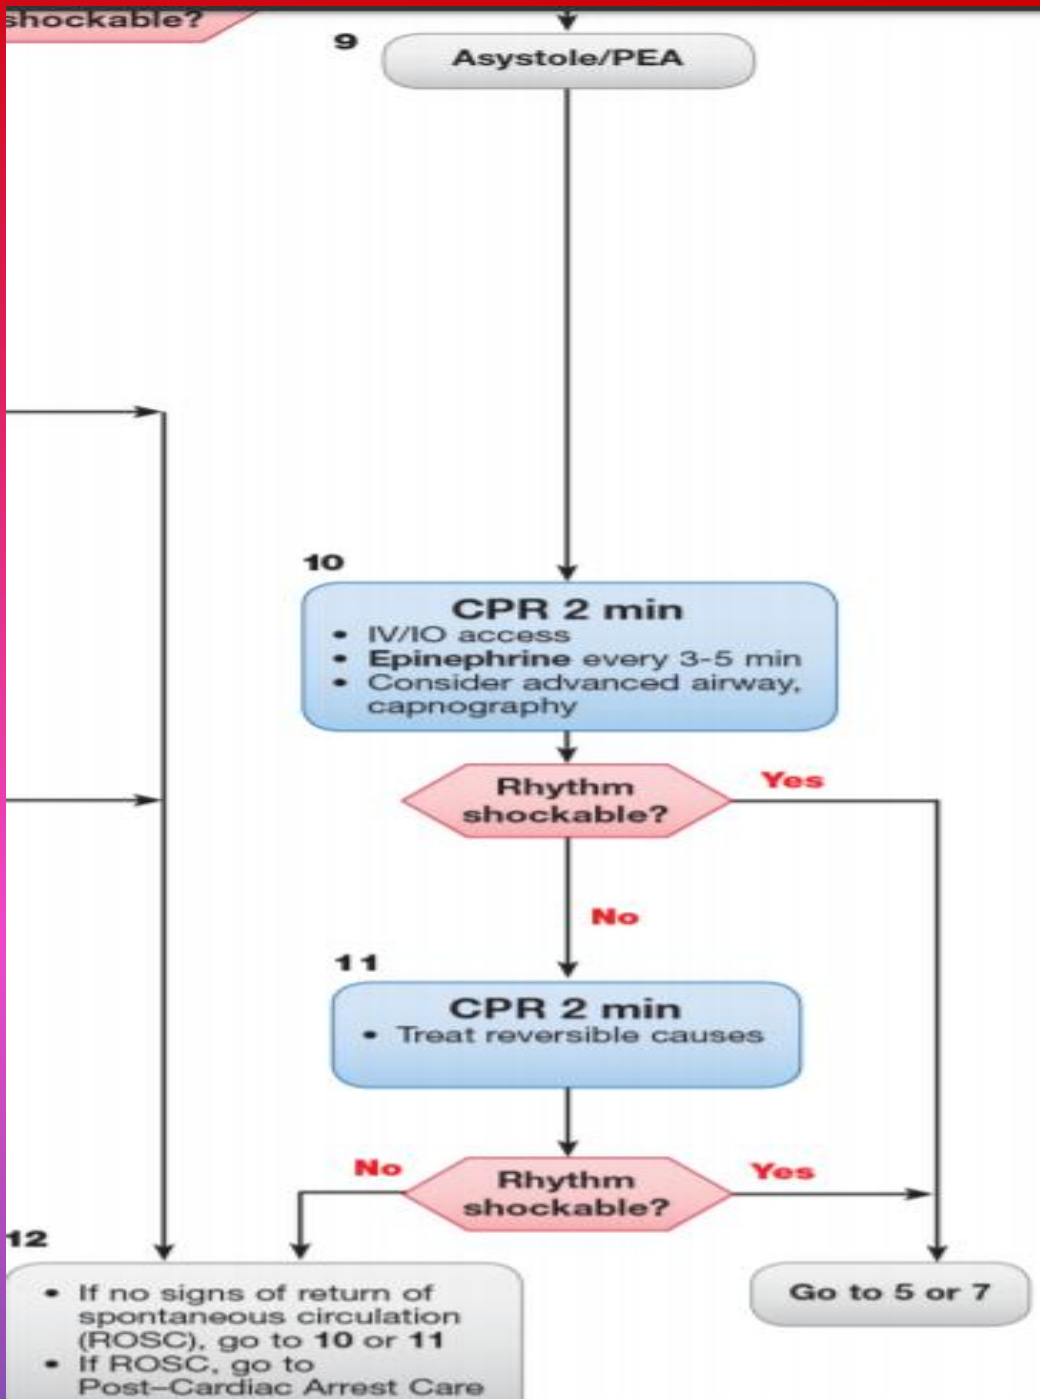 shockable?
9
Asystole/PEA
10
CPR 2 min
• IV/IO access
• Epinephrine every 3-5 min
• Consider advanced airway,
capnography
Rhythm
shockable?
Yes
No
11
CPR 2 min
• Treat reversible causes
No
Rhythm
shockable?
Yes
12
• If no signs of return of
spontaneous circulation
(ROSC), go to 10 or 11
• If ROSC, go to
Post–Cardiac Arrest Care
Go to 5 or 7